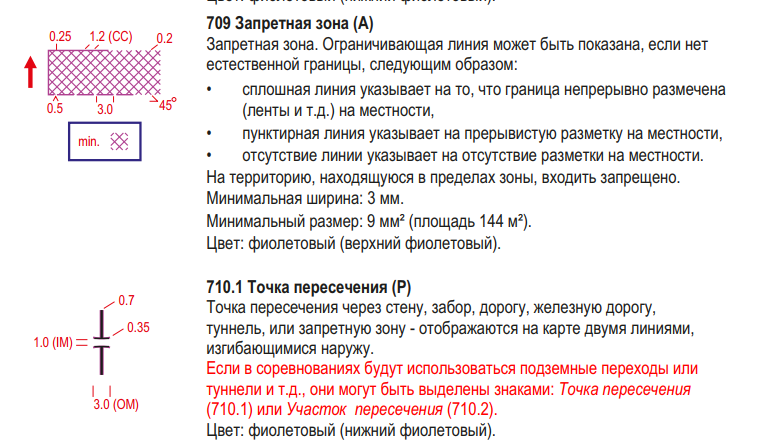 709 Запретная зона (A)
0.25
1.2 (CC)
0.2
Запретная зона. Ограничивающая линия может быть показана, если нет
естественной границы, следующим образом:
• сплошная линия указывает на то, что граница непрерывно размечена
(ленты и т.д.) на местности,
0.5
3.0
45º
• пунктирная линия указывает на прерывистую разметку на местности,
min.
• отсутствие линии указывает на отсутствие разметки на местности.
На территорию, находящуюся в пределах зоны, входить запрещено.
Минимальная ширина: 3 мм.
Минимальный размер: 9 мм² (площадь 144 м²).
Цвет: фиолетовый (верхний фиолетовый).
710.1 Точка пересечения (P)
0.7
0.35
1.0 (IM)
3.0 (OM)
Точка пересечения через стену, забор, дорогу, железную дорогу,
туннель, или запретную зону - отображаются на карте двумя линиями,
изгибающимися наружу.
Если в соревнованиях будут использоваться подземные переходы или
туннели и т.д., они могут быть выделены знаками: Точка пересечения
(710.1) или Участок пересечения (710.2).
Цвет: фиолетовый (нижний фиолетовый).